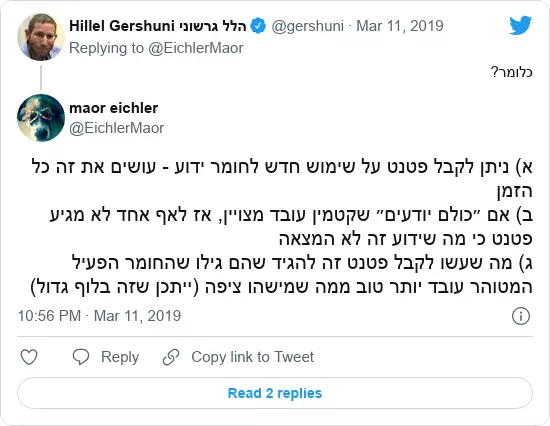 Hillel Gershuni הלל גרשוני @gershuni · Mar 11, 2019
Replying to @EichlerMaor
כלומר?
maor eichler
@EichlerMaor
א) ניתן לקבל פטנט על שימוש חדש לחומר ידוע - עושים את זה כל
הזמן
ב) אם ״כולם יודעים״ שקטמין עובד מצויין, אז לאף אחד לא מגיע
פטנט כי מה שידוע זה לא המצאה
ג) מה שעשו לקבל פטנט זה להגיד שהם גילו שהחומר הפעיל
המטוהר עובד יותר טוב ממה שמישהו ציפה (ייתכן שזה בלוף גדול)
10:56 PM · Mar 11, 2019
Reply Copy link to Tweet
Read 2 replies